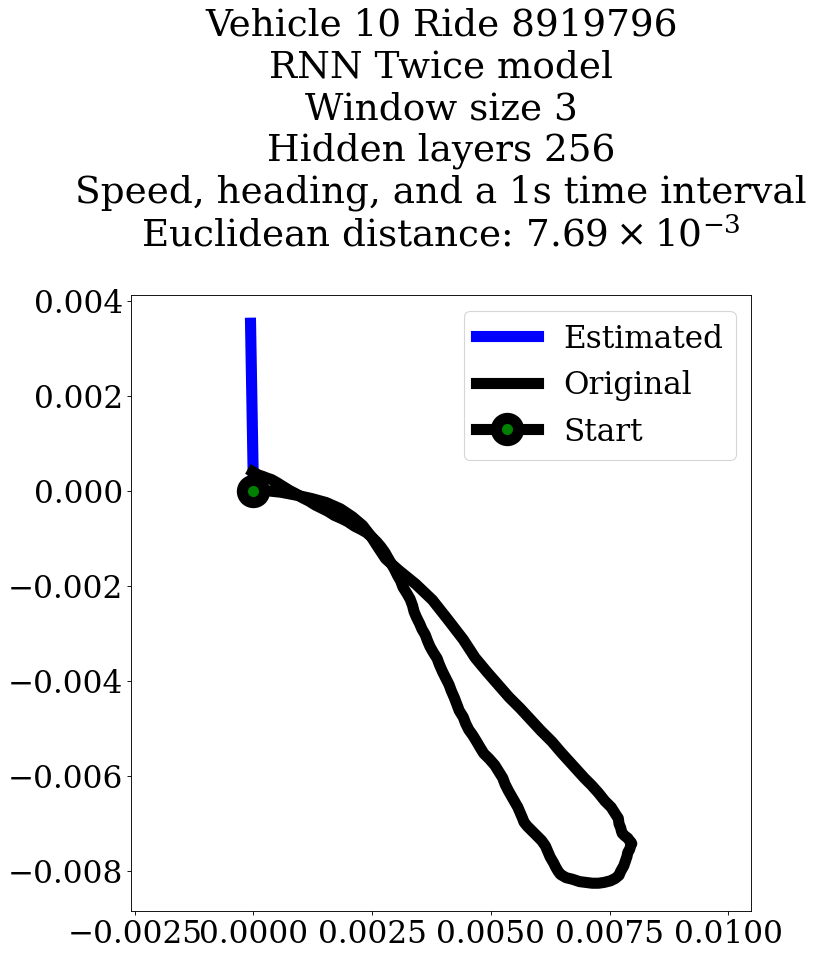 Vehicle 10 Ride 8919796
RNN Twice model
Window size 3
Hidden layers 256
Speed, heading, and a 1s time interval
Euclidean distance: 7.69 × 10⁻³
Estimated
Original
Start
0.004
0.002
0.000
−0.002
−0.004
−0.006
−0.008
−0.0025 0.0000 0.0025 0.0050 0.0075 0.0100